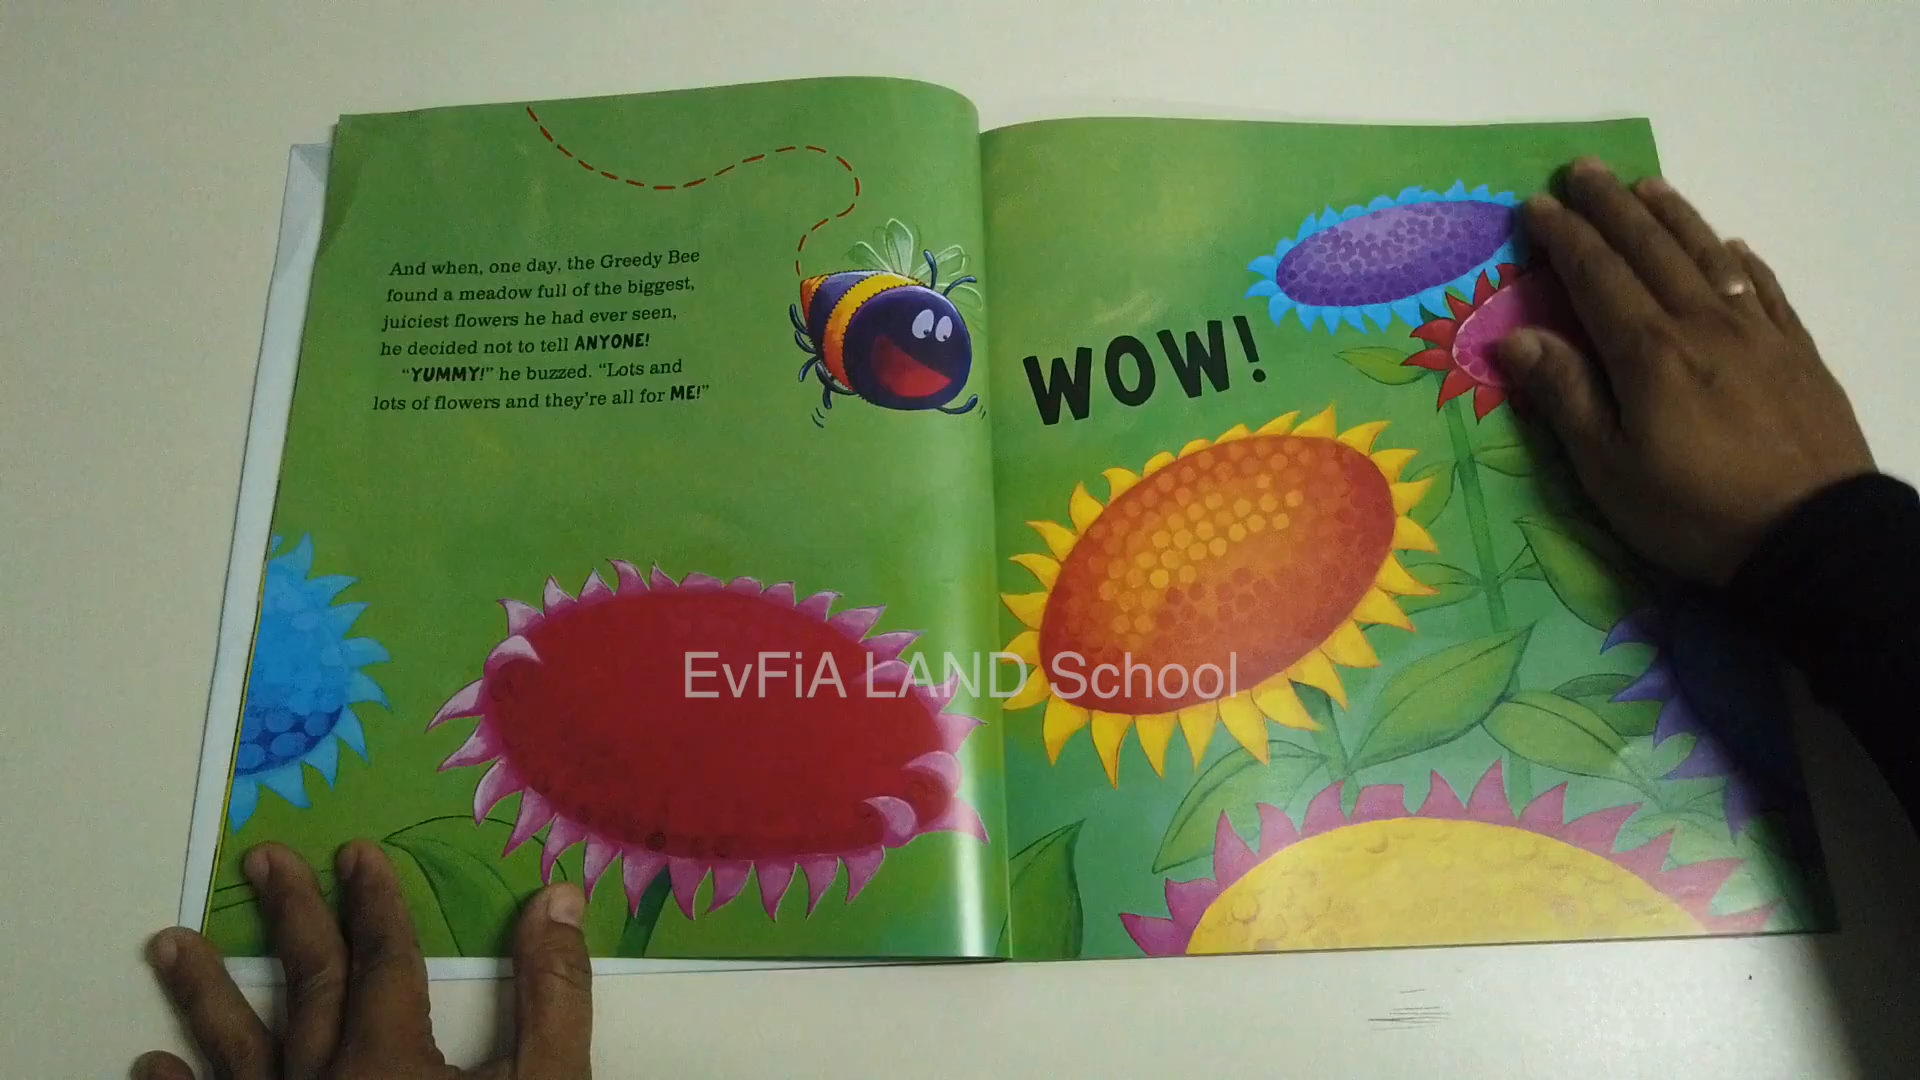 And when, one day, the Greedy Bee
found a meadow full of the biggest,
juiciest flowers he had ever seen,
he decided not to tell ANYONE!
“YUMMY!” he buzzed. “Lots and
lots of flowers and they’re all for ME!”
WOW!
EvFiA LAND School